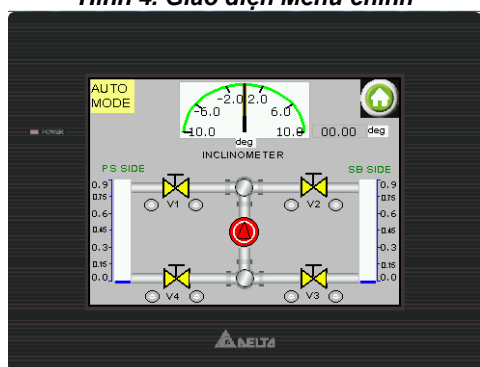 Hình 4. Giao diện Menu chính
AUTO
MODE
-2.0 2.0
-6.0 6.0
-10.0 10.0
deg
00.00 deg
INCLINOMETER
POWER
PS SIDE
SB SIDE
0.9
0.75
0.6
0.45
0.3
0.15
0.0
V1
V2
0.9
0.75
0.6
0.45
0.3
0.15
0.0
V4
V3
DELTA